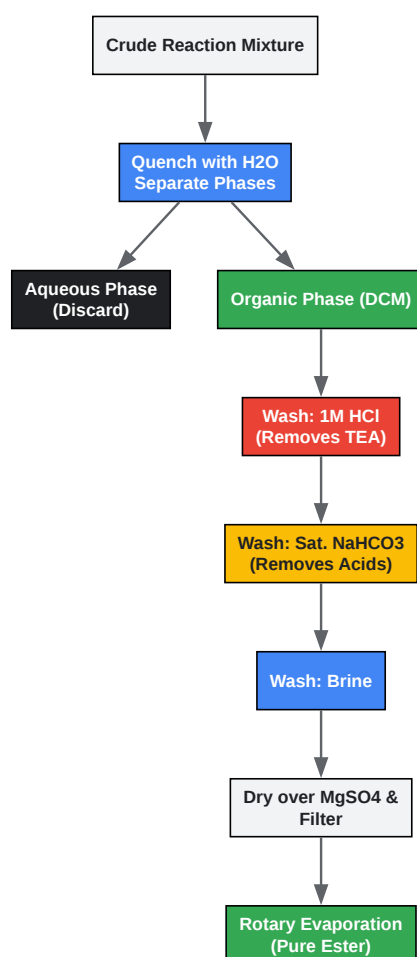 Crude Reaction Mixture
Quench with H2O
Separate Phases
Aqueous Phase
(Discard)
Organic Phase (DCM)
Wash: 1M HCl
(Removes TEA)
Wash: Sat. NaHCO3
(Removes Acids)
Wash: Brine
Dry over MgSO4 &
Filter
Rotary Evaporation
(Pure Ester)